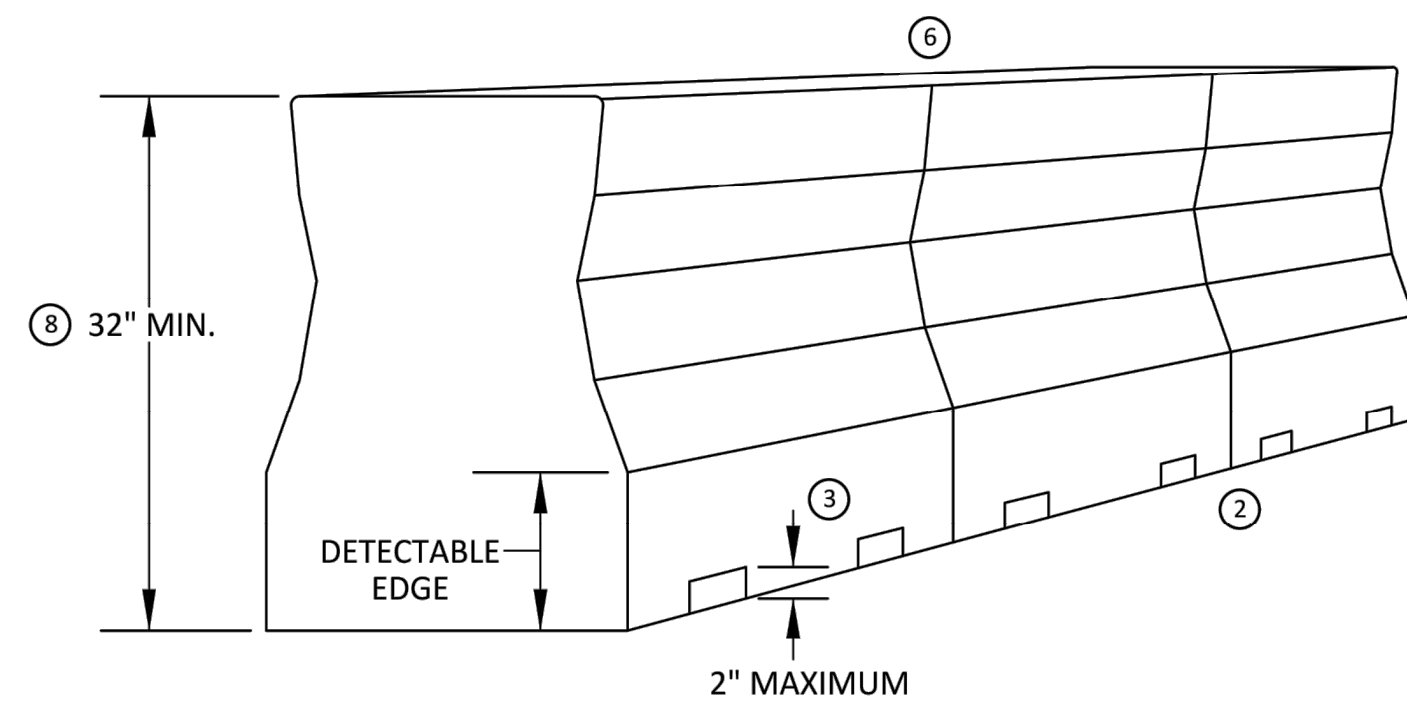 6
8 32" MIN.
3
2
DETECTABLE
EDGE
2" MAXIMUM